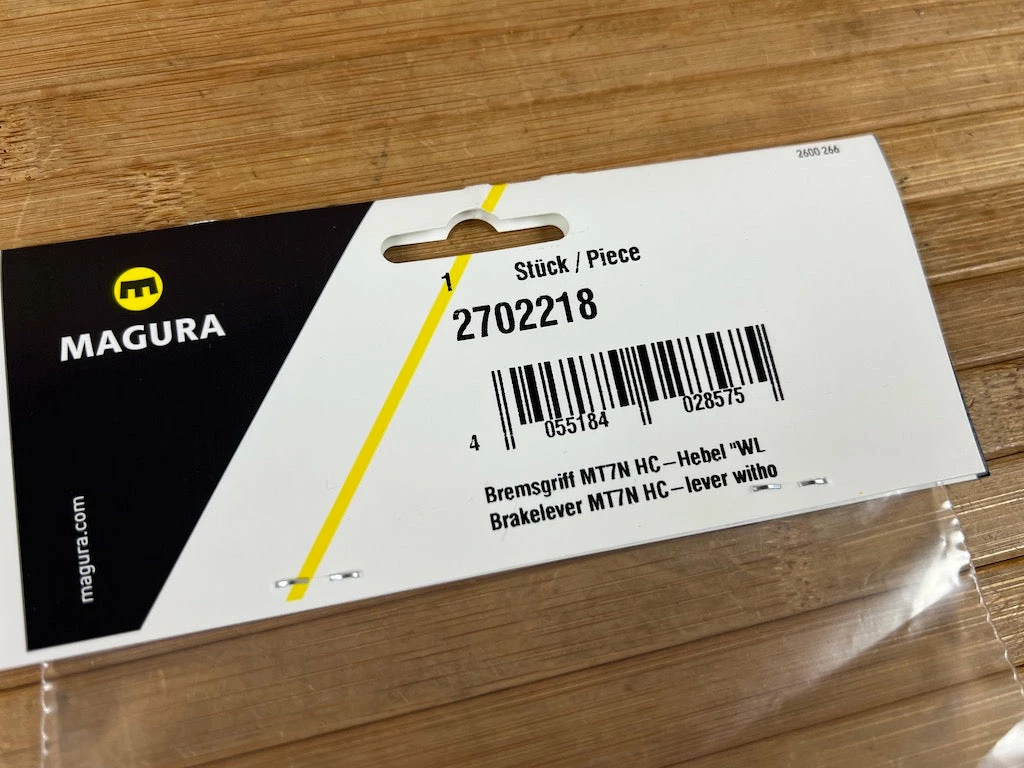 2600 266
MAGURA
1 Stück / Piece
2702218
4 055184 028575
Bremsgriff MT7N HC-Hebel "WL
Brakelever MT7N HC-lever witho
magura.com